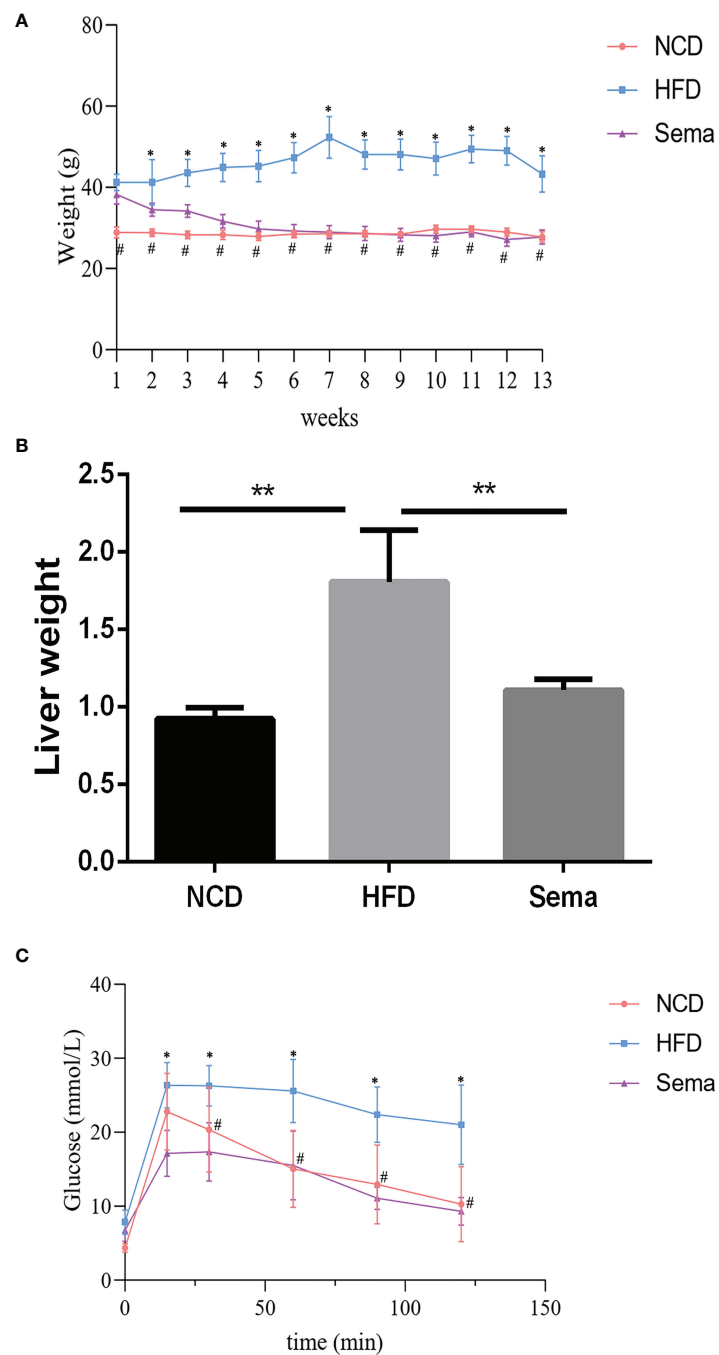 A
80
60
40
20
0
Weight (g)
* * * * * * * * * * * *
# # # # # # # # # # # # #
1 2 3 4 5 6 7 8 9 10 11 12 13
weeks
NCD
HFD
Sema
B
2.5
2.0
1.5
1.0
0.5
0.0
Liver weight
** **
NCD HFD Sema
C
40
30
20
10
0
Glucose (mmol/L)
* * * * *
# # # #
*
0 50 100 150
time (min)
NCD
HFD
Sema